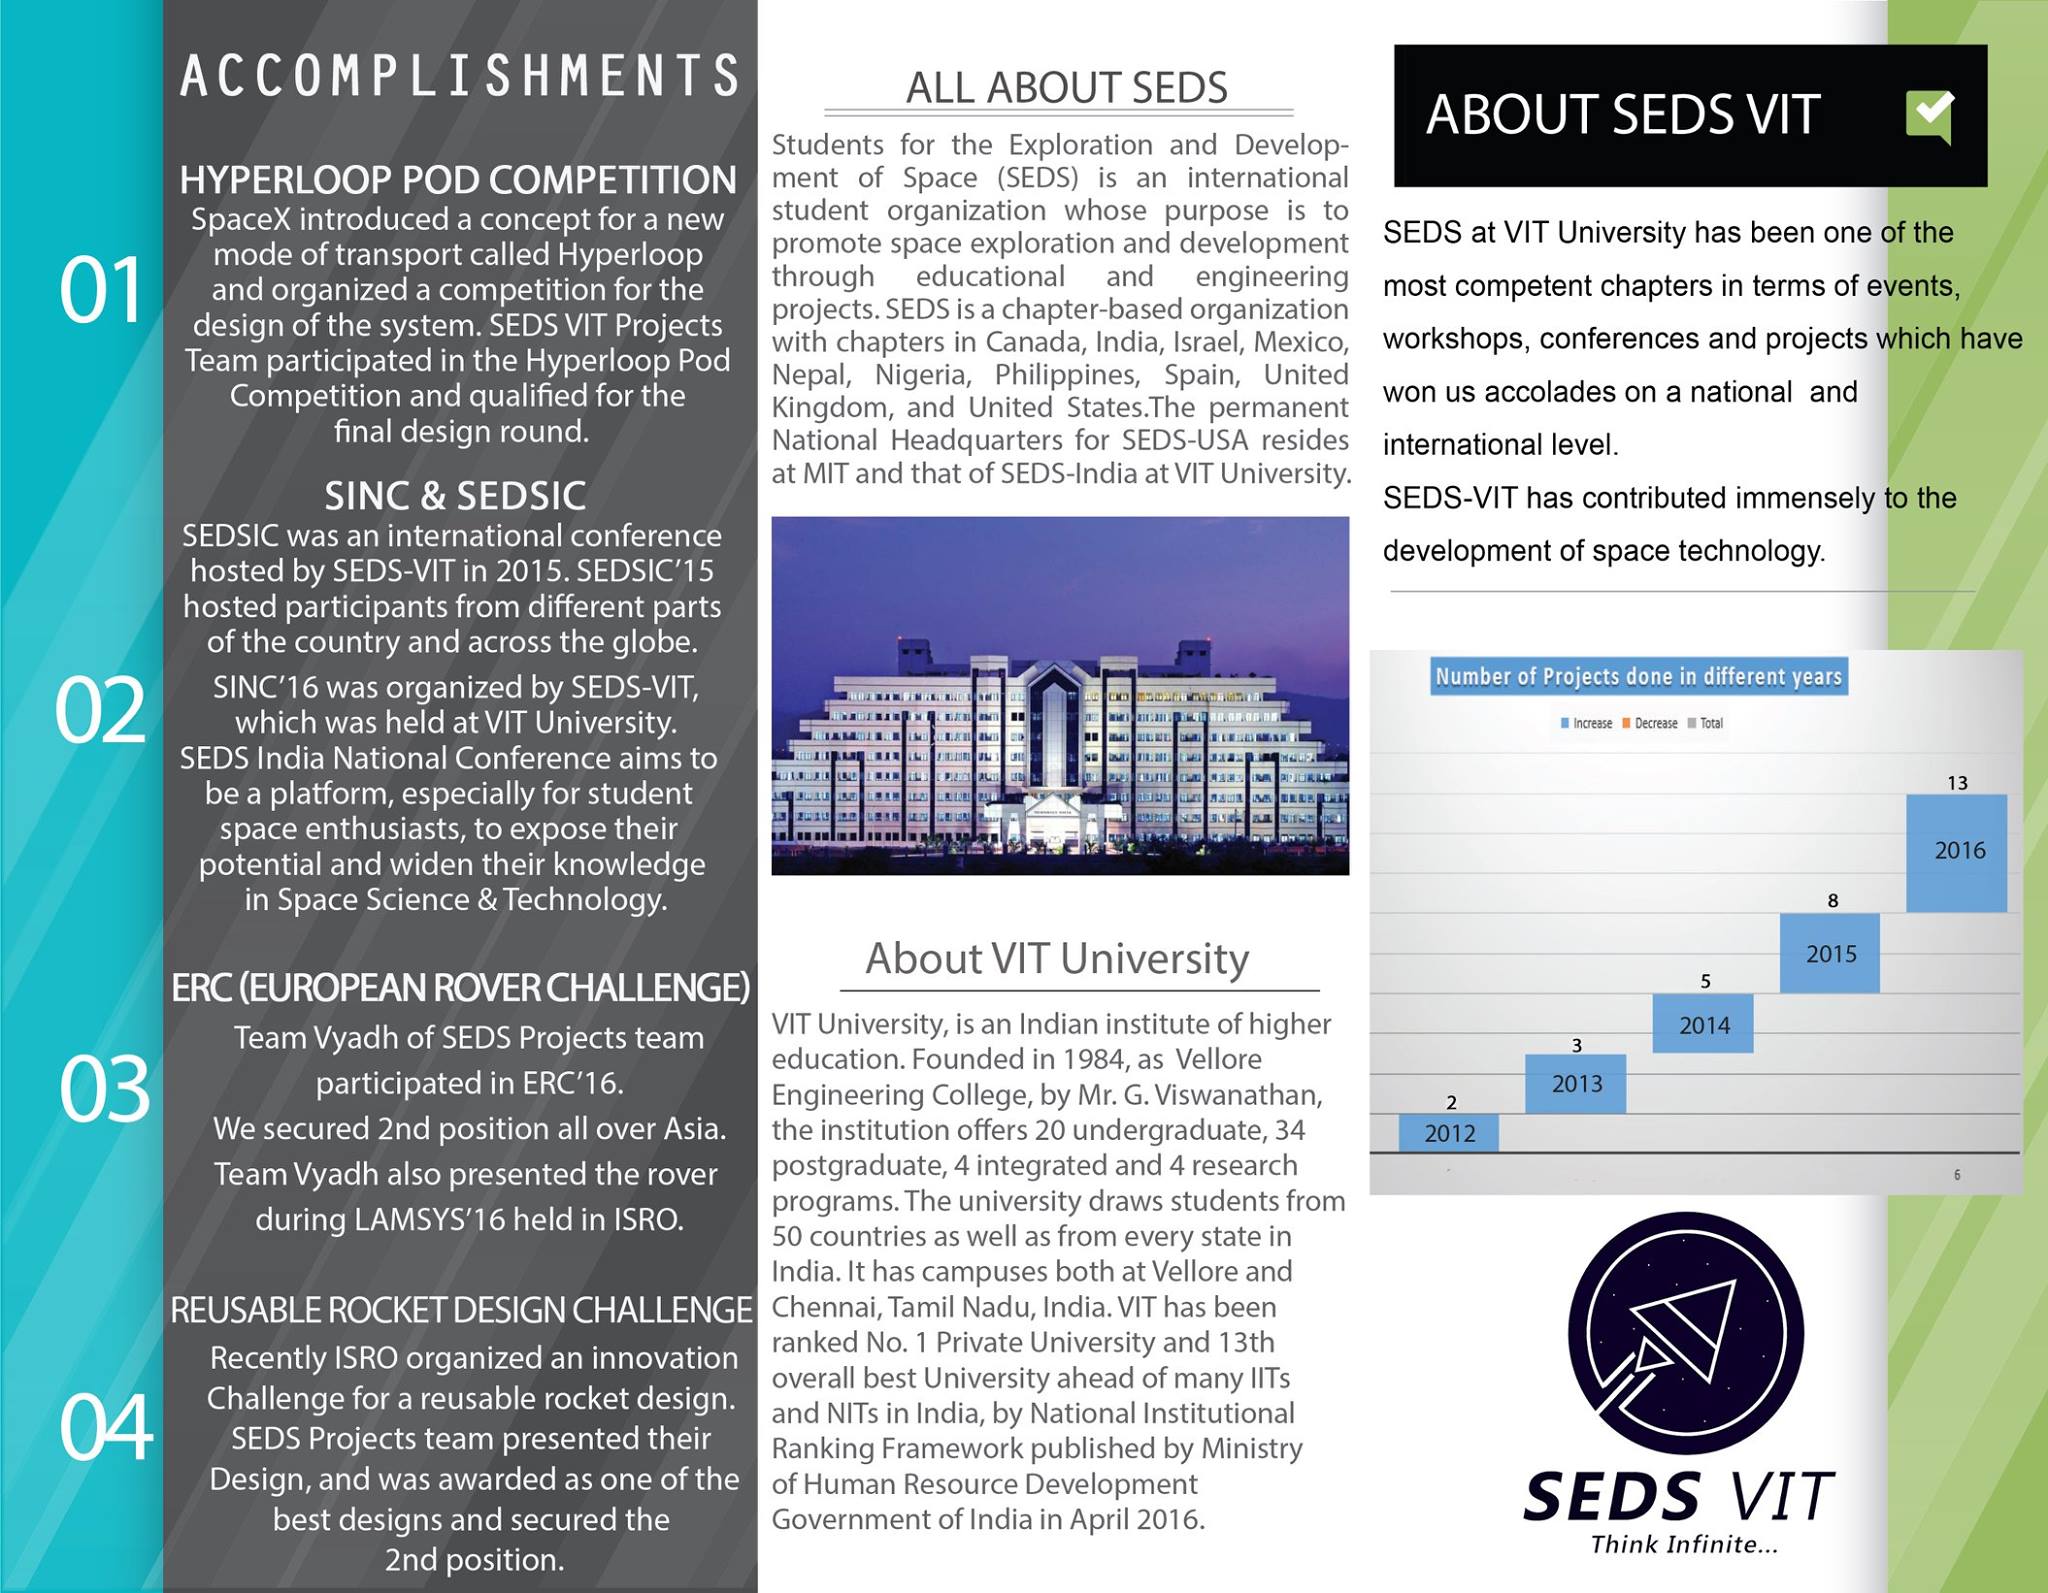 ACCOMPLISHMENTS
01
HYPERLOOP POD COMPETITION
SpaceX introduced a concept for a new
mode of transport called Hyperloop
and organized a competition for the
design of the system. SEDS VIT Projects
Team participated in the Hyperloop Pod
Competition and qualified for the
final design round.
02
SINC & SEDSIC
SEDSIC was an international conference
hosted by SEDS-VIT in 2015. SEDSIC’15
hosted participants from different parts
of the country and across the globe.
SINC’16 was organized by SEDS-VIT,
which was held at VIT University.
SEDS India National Conference aims to
be a platform, especially for student
space enthusiasts, to expose their
potential and widen their knowledge
in Space Science & Technology.
03
ERC (EUROPEAN ROVER CHALLENGE)
Team Vyadh of SEDS Projects team
participated in ERC’16.
We secured 2nd position all over Asia.
Team Vyadh also presented the rover
during LAMSYS’16 held in ISRO.
04
REUSABLE ROCKET DESIGN CHALLENGE
Recently ISRO organized an innovation
Challenge for a reusable rocket design.
SEDS Projects team presented their
Design, and was awarded as one of the
best designs and secured the
2nd position.
ALL ABOUT SEDS
Students for the Exploration and Develop-
ment of Space (SEDS) is an international
student organization whose purpose is to
promote space exploration and development
through educational and engineering
projects. SEDS is a chapter-based organization
with chapters in Canada, India, Israel, Mexico,
Nepal, Nigeria, Philippines, Spain, United
Kingdom, and United States.The permanent
National Headquarters for SEDS-USA resides
at MIT and that of SEDS-India at VIT University.
About VIT University
VIT University, is an Indian institute of higher
education. Founded in 1984, as Vellore
Engineering College, by Mr. G. Viswanathan,
the institution offers 20 undergraduate, 34
postgraduate, 4 integrated and 4 research
programs. The university draws students from
50 countries as well as from every state in
India. It has campuses both at Vellore and
Chennai, Tamil Nadu, India. VIT has been
ranked No. 1 Private University and 13th
overall best University ahead of many IITs
and NITs in India, by National Institutional
Ranking Framework published by Ministry
of Human Resource Development
Government of India in April 2016.
ABOUT SEDS VIT
SEDS at VIT University has been one of the
most competent chapters in terms of events,
workshops, conferences and projects which have
won us accolades on a national and
international level.
SEDS-VIT has contributed immensely to the
development of space technology.
Number of Projects done in different years
Increase Decrease Total
13
2016
8
2015
5
2014
3
2013
2
2012
6
SEDS VIT
Think Infinite...